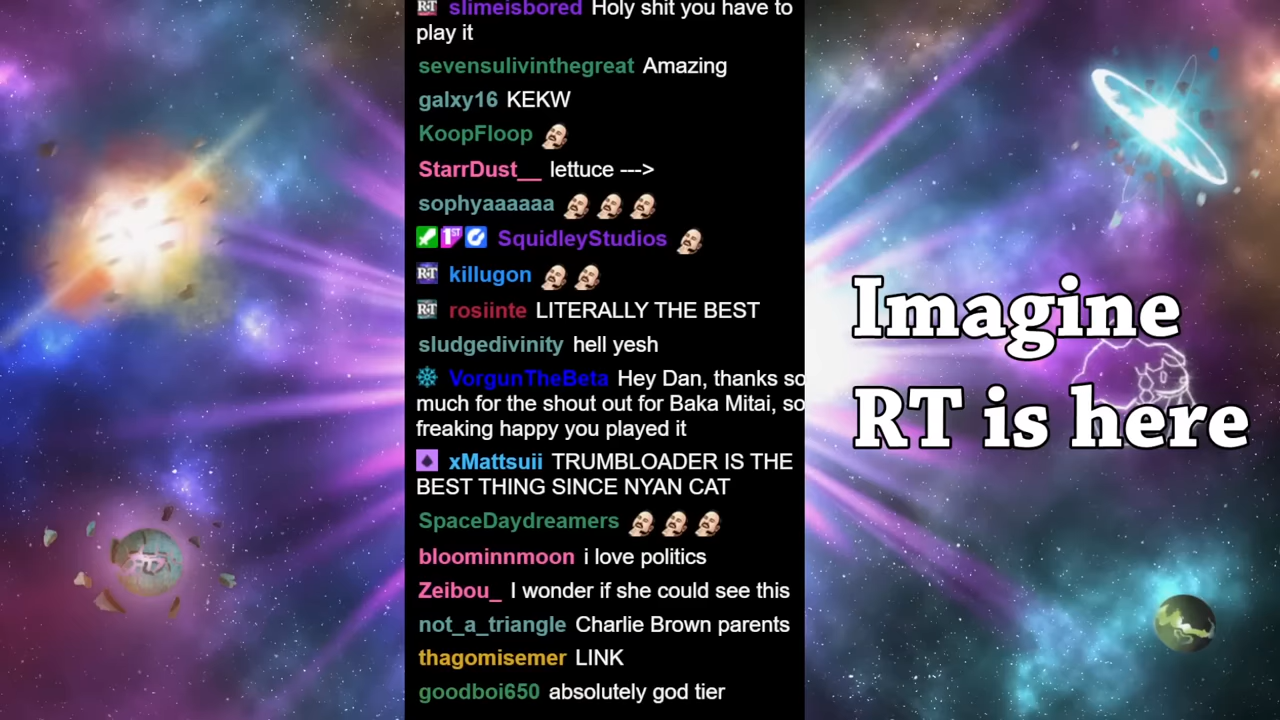 slimeisbored Holy shit you have to
play it
sevensulivinthegreat Amazing
galxy16 KEKW
KoopFloop
StarrDust__ lettuce --->
sophyaaaaaa
1ST SquidleyStudios
RT killugon
RT rosiinte LITERALLY THE BEST
sludgedivinity hell yesh
VorgunTheBeta Hey Dan, thanks so
much for the shout out for Baka Mitai, so
freaking happy you played it
xMattsuii TRUMBLOADER IS THE
BEST THING SINCE NYAN CAT
SpaceDaydreamers
bloominnmoon i love politics
Zeibou_ I wonder if she could see this
not_a_triangle Charlie Brown parents
thagomisemer LINK
goodboi650 absolutely god tier
Imagine
RT is here